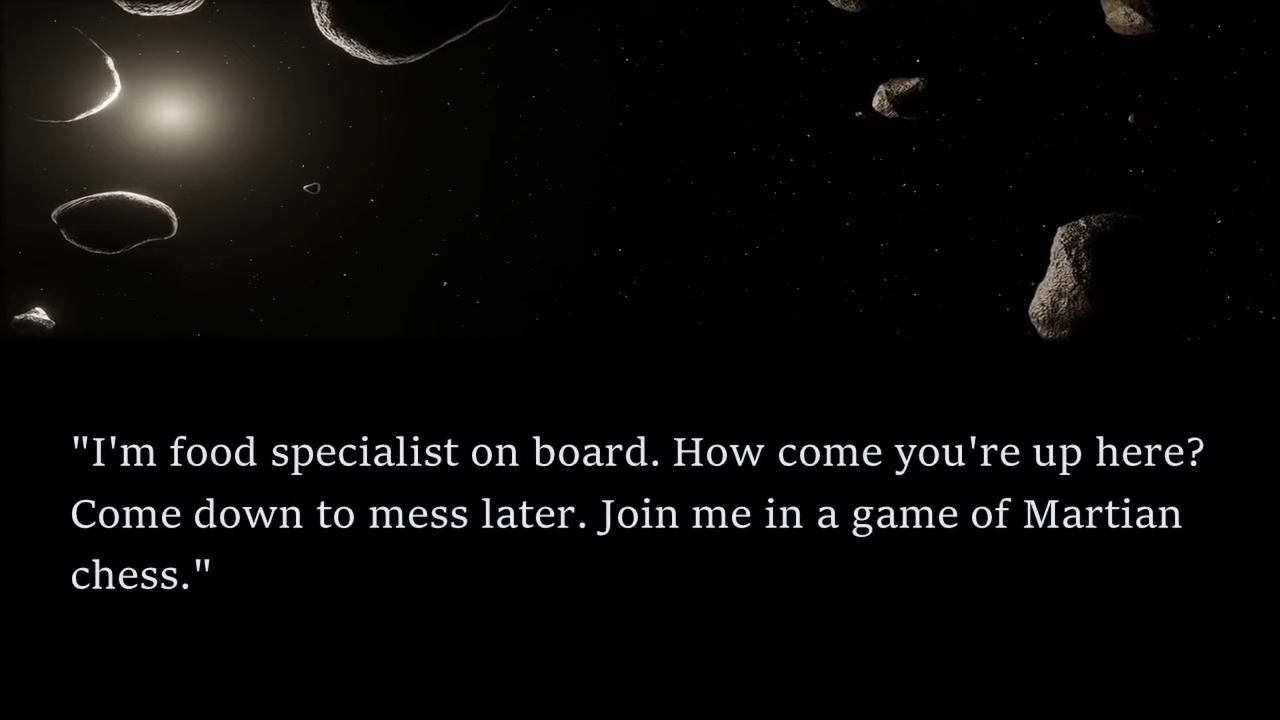 "I'm food specialist on board. How come you're up here?
Come down to mess later. Join me in a game of Martian
chess."